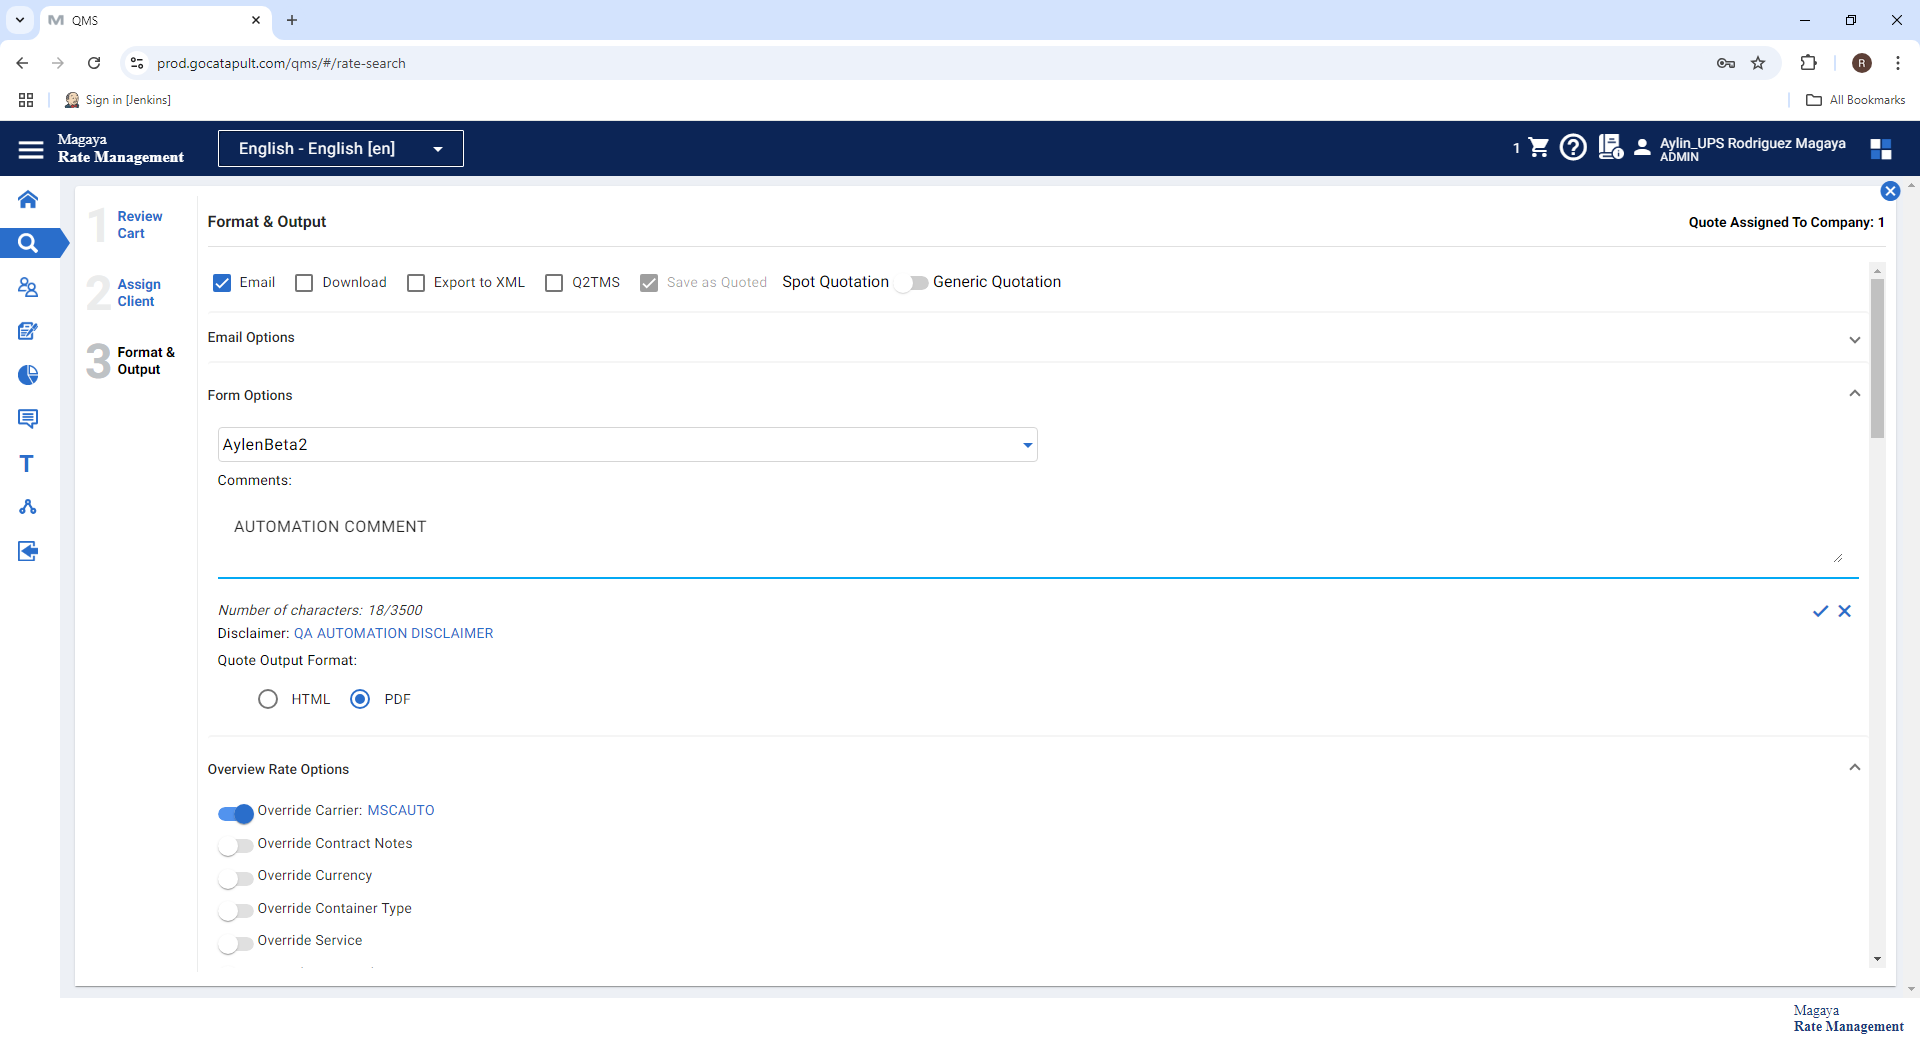 QMS
prod.gocatapult.com/qms/#/rate-search
R
Sign in [Jenkins]
All Bookmarks
Magaya
Rate Management
English - English [en]
1
Aylin_UPS Rodriguez Magaya
ADMIN
1 Review Cart
2 Assign Client
3 Format & Output
Format & Output
Quote Assigned To Company: 1
Email
Download
Export to XML
Q2TMS
Save as Quoted
Spot Quotation
Generic Quotation
Email Options
Form Options
AylenBeta2
Comments:
AUTOMATION COMMENT
Number of characters: 18/3500
Disclaimer: QA AUTOMATION DISCLAIMER
Quote Output Format:
HTML
PDF
Overview Rate Options
Override Carrier: MSCAUTO
Override Contract Notes
Override Currency
Override Container Type
Override Service
Magaya
Rate Management